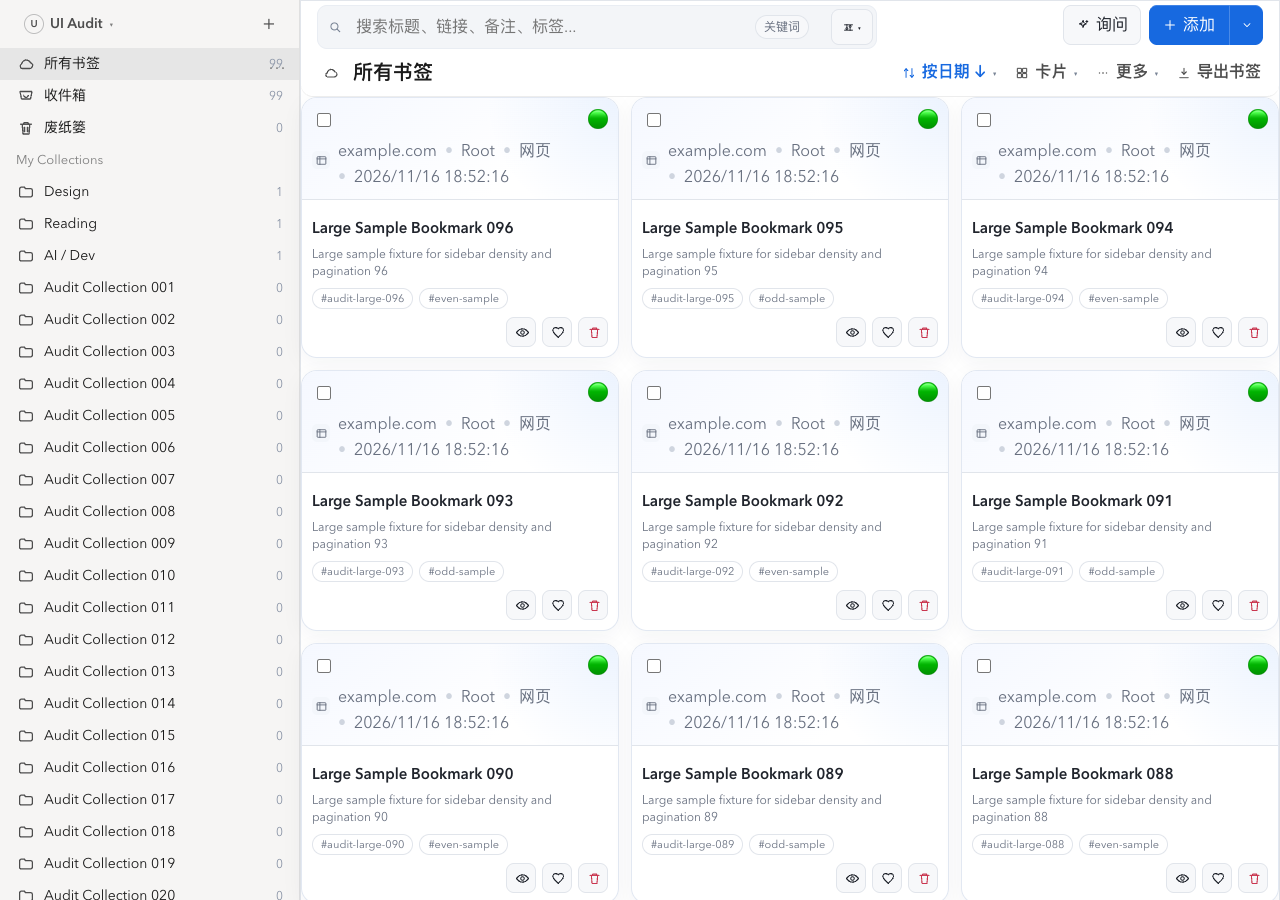 U UI Audit
所有书签 99.
收件箱 99
废纸篓 0
My Collections
Design 1
Reading 1
AI / Dev 1
Audit Collection 001 0
Audit Collection 002 0
Audit Collection 003 0
Audit Collection 004 0
Audit Collection 005 0
Audit Collection 006 0
Audit Collection 007 0
Audit Collection 008 0
Audit Collection 009 0
Audit Collection 010 0
Audit Collection 011 0
Audit Collection 012 0
Audit Collection 013 0
Audit Collection 014 0
Audit Collection 015 0
Audit Collection 016 0
Audit Collection 017 0
Audit Collection 018 0
Audit Collection 019 0
Audit Collection 020 0
搜索标题、链接、备注、标签... 关键词
询问 添加
所有书签 按日期 卡片 ... 更多 导出书签
example.com • Root • 网页
• 2026/11/16 18:52:16
Large Sample Bookmark 096
Large sample fixture for sidebar density and
pagination 96
#audit-large-096 #even-sample
example.com • Root • 网页
• 2026/11/16 18:52:16
Large Sample Bookmark 095
Large sample fixture for sidebar density and
pagination 95
#audit-large-095 #odd-sample
example.com • Root • 网页
• 2026/11/16 18:52:16
Large Sample Bookmark 094
Large sample fixture for sidebar density and
pagination 94
#audit-large-094 #even-sample
example.com • Root • 网页
• 2026/11/16 18:52:16
Large Sample Bookmark 093
Large sample fixture for sidebar density and
pagination 93
#audit-large-093 #odd-sample
example.com • Root • 网页
• 2026/11/16 18:52:16
Large Sample Bookmark 092
Large sample fixture for sidebar density and
pagination 92
#audit-large-092 #even-sample
example.com • Root • 网页
• 2026/11/16 18:52:16
Large Sample Bookmark 091
Large sample fixture for sidebar density and
pagination 91
#audit-large-091 #odd-sample
example.com • Root • 网页
• 2026/11/16 18:52:16
Large Sample Bookmark 090
Large sample fixture for sidebar density and
pagination 90
#audit-large-090 #even-sample
example.com • Root • 网页
• 2026/11/16 18:52:16
Large Sample Bookmark 089
Large sample fixture for sidebar density and
pagination 89
#audit-large-089 #odd-sample
example.com • Root • 网页
• 2026/11/16 18:52:16
Large Sample Bookmark 088
Large sample fixture for sidebar density and
pagination 88
#audit-large-088 #even-sample